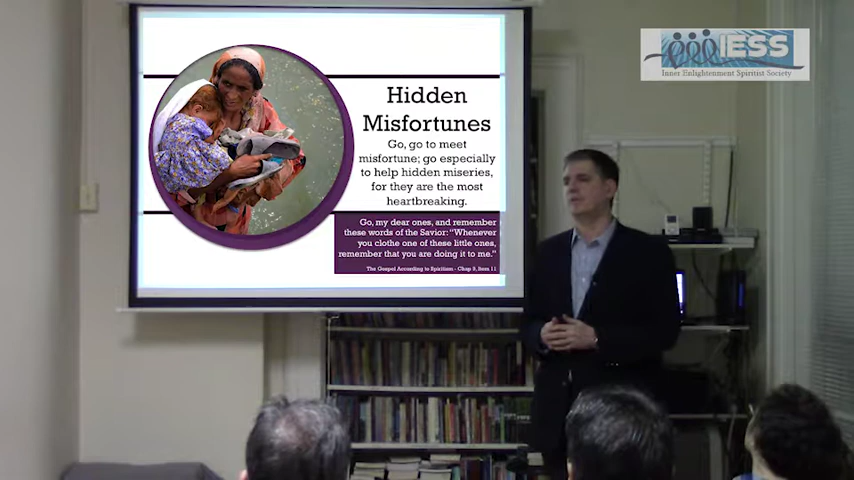 IESS
Inner Enlightenment Spiritist Society
Hidden
Misfortunes
Go, go to meet
misfortune; go especially
to help hidden miseries,
for they are the most
heartbreaking.
Go, my dear ones, and remember
these words of the Savior: "Whenever
you clothe one of these little ones,
remember that you are doing it to me."
The Gospel According to Spiritism - Chap 9, Item 11